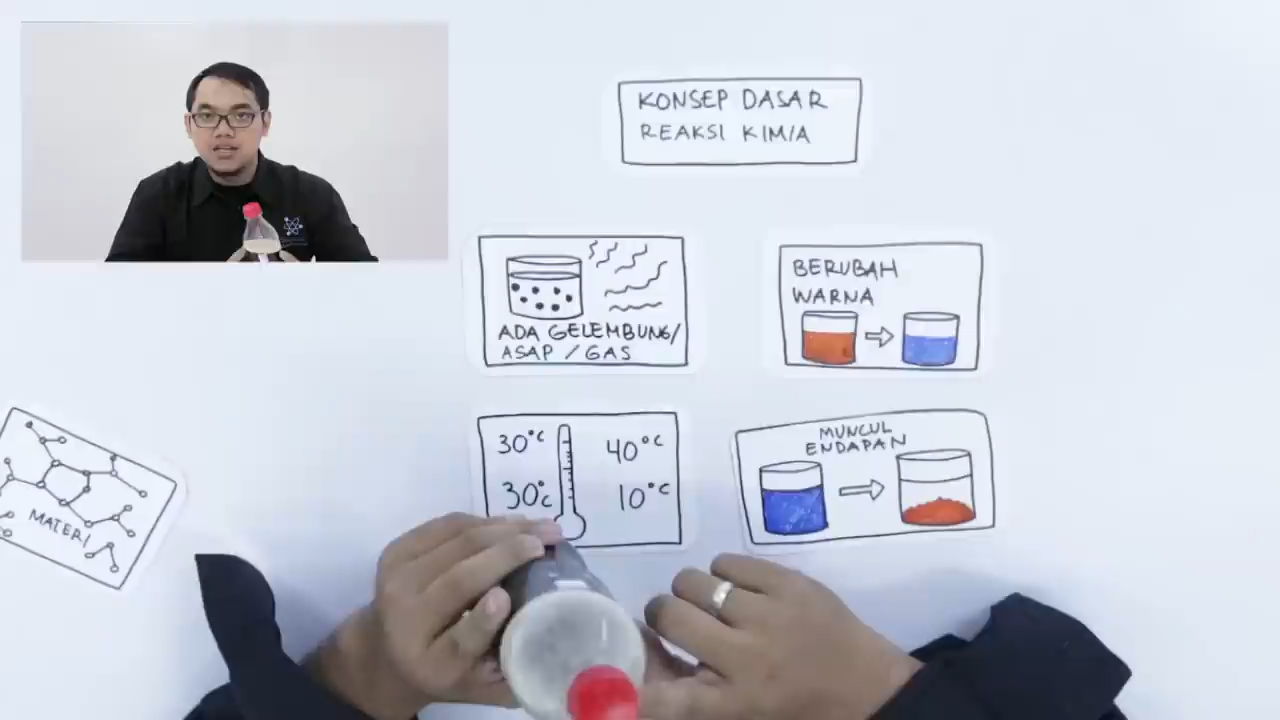 KONSEP DASAR
REAKSI KIMIA
ADA GELEMBUNG/
ASAP / GAS
BERUBAH
WARNA
30°C 40°C
30°C 10°C
MUNCUL
ENDAPAN
MATERI